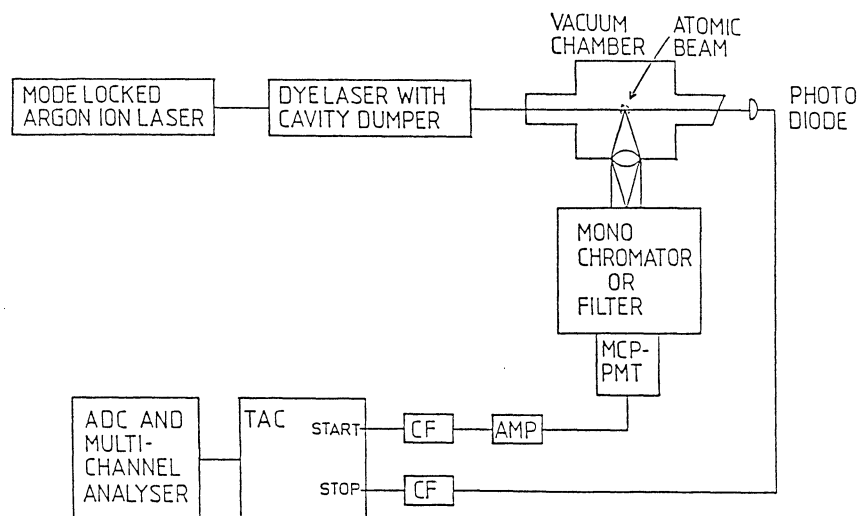 VACUUM
CHAMBER
ATOMIC
BEAM
MODE LOCKED
ARGON ION LASER
DYE LASER WITH
CAVITY DUMPER
PHOTO
DIODE
MONO
CHROMATOR
OR
FILTER
MCP-
PMT
ADC AND
MULTI-
CHANNEL
ANALYSER
TAC
START
CF
AMP
STOP
CF